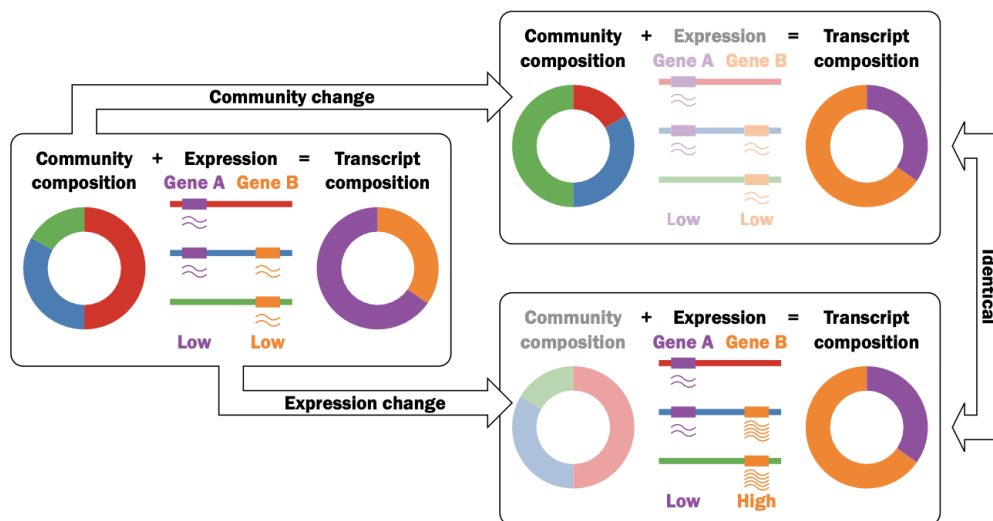 Community + Expression = Transcript
composition Gene A Gene B composition
Low Low
Community change
Community + Expression = Transcript
composition Gene A Gene B composition
Low Low
Expression change
Community + Expression = Transcript
composition Gene A Gene B composition
Low High
Identical